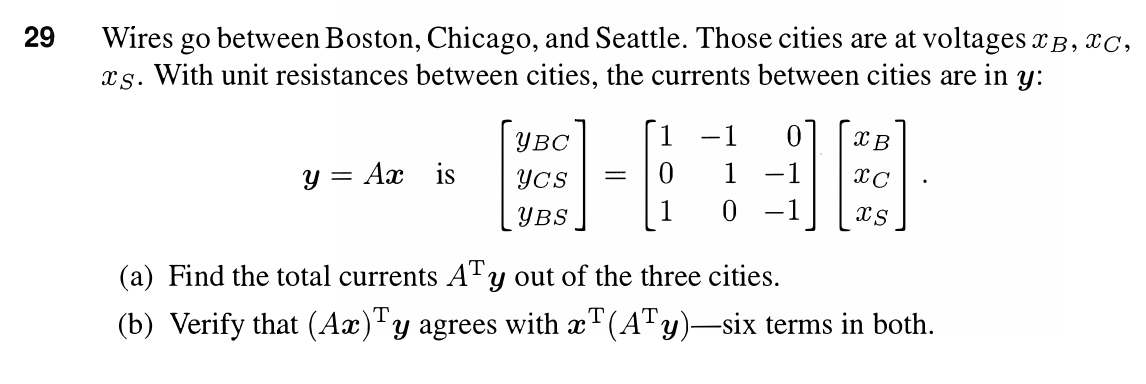 29 Wires go between Boston, Chicago, and Seattle. Those cities are at voltages x_B, x_C,
x_S. With unit resistances between cities, the currents between cities are in y:
y = Ax is [y_BC; y_CS; y_BS] = [1 −1 0; 0 1 −1; 1 0 −1] [x_B; x_C; x_S].
(a) Find the total currents A^T y out of the three cities.
(b) Verify that (Ax)^T y agrees with x^T(A^T y)—six terms in both.